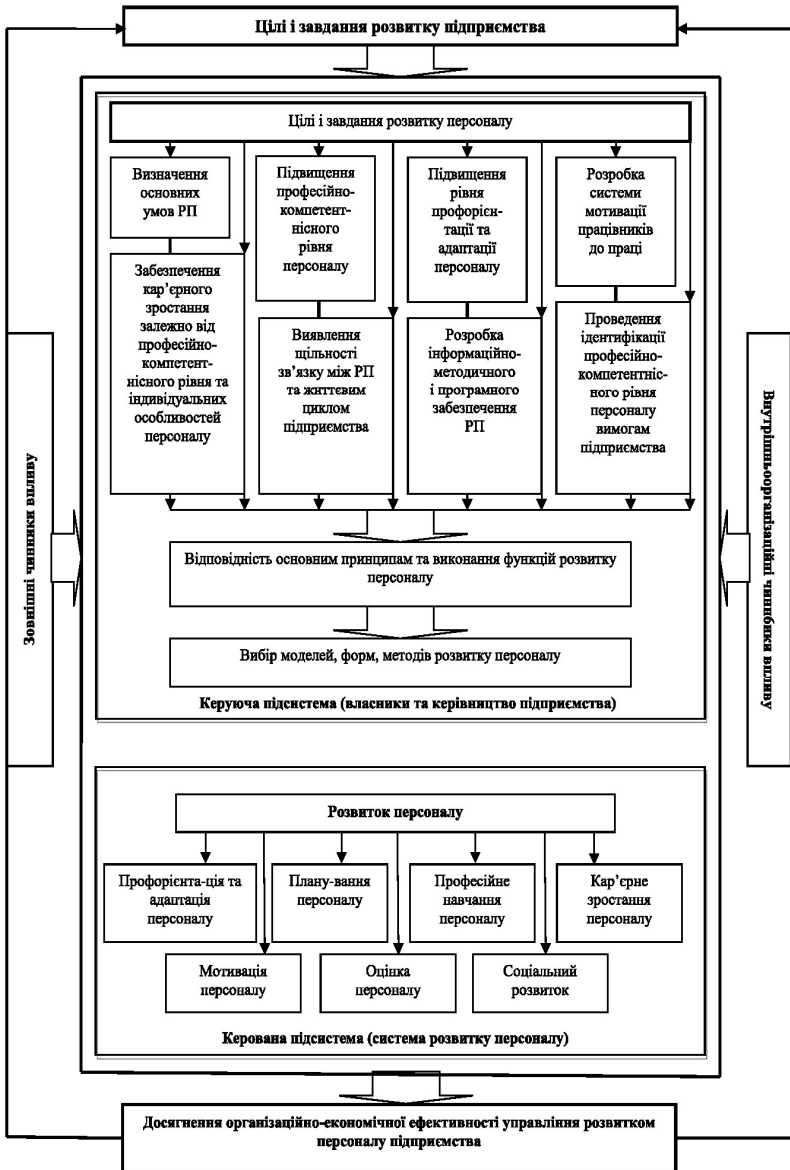 Цілі і завдання розвитку підприємства
Цілі і завдання розвитку персоналу
Визначення
основних
умов РП
Підвищення
професійно-
компетент-
нісного
рівня
персоналу
Підвищення
рівня
профорієн-
тації та
адаптації
персоналу
Розробка
системи
мотивації
працівників
до праці
Забезпечення
кар’єрного
зростання
залежно від
професійно-
компетент-
нісного рівня та
індивідуальних
особливостей
персоналу
Виявлення
щільності
зв’язку між РП
та життєвим
циклом
підприємства
Розробка
інформаційно-
методичного
і програмного
забезпечення
РП
Проведення
ідентифікації
професійно-
компетентніс-
ного рівня
персоналу
вимогам
підприємства
Зовнішні чинники впливу
Внутрішньоорганізаційні чинибики впливу
Відповідність основним принципам та виконання функцій розвитку
персоналу
Вибір моделей, форм, методів розвитку персоналу
Керуюча підсистема (власники та керівництво підприємства)
Розвиток персоналу
Профорієнта-ція та
адаптація
персоналу
Плану-вання
персоналу
Професійне
навчання
персоналу
Кар’єрне
зростання
персоналу
Мотивація
персоналу
Оцінка
персоналу
Соціальний
розвиток
Керована підсистема (система розвитку персоналу)
Досягнення організаційно-економічної ефективності управління розвитком
персоналу підприємства